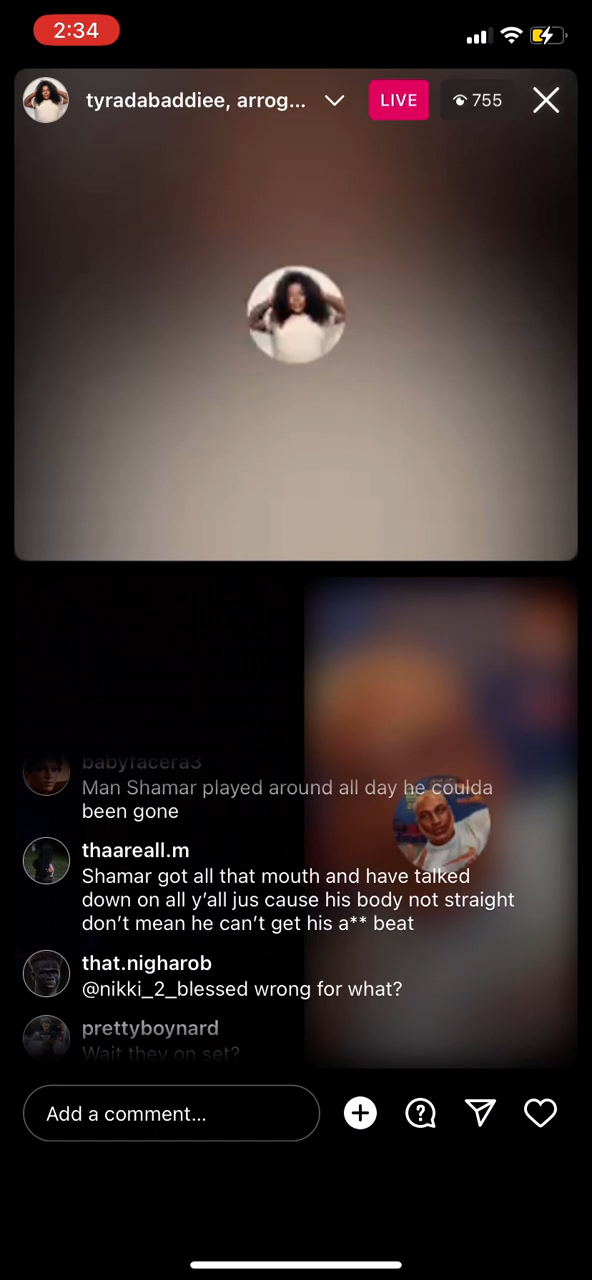 2:34
tyradabaddiee, arrog...
LIVE
755
babyfacera3
Man Shamar played around all day he coulda
been gone
thaareall.m
Shamar got all that mouth and have talked
down on all y'all jus cause his body not straight
don't mean he can't get his a** beat
that.nigharob
@nikki_2_blessed wrong for what?
prettyboynard
Wait they on set?
Add a comment...